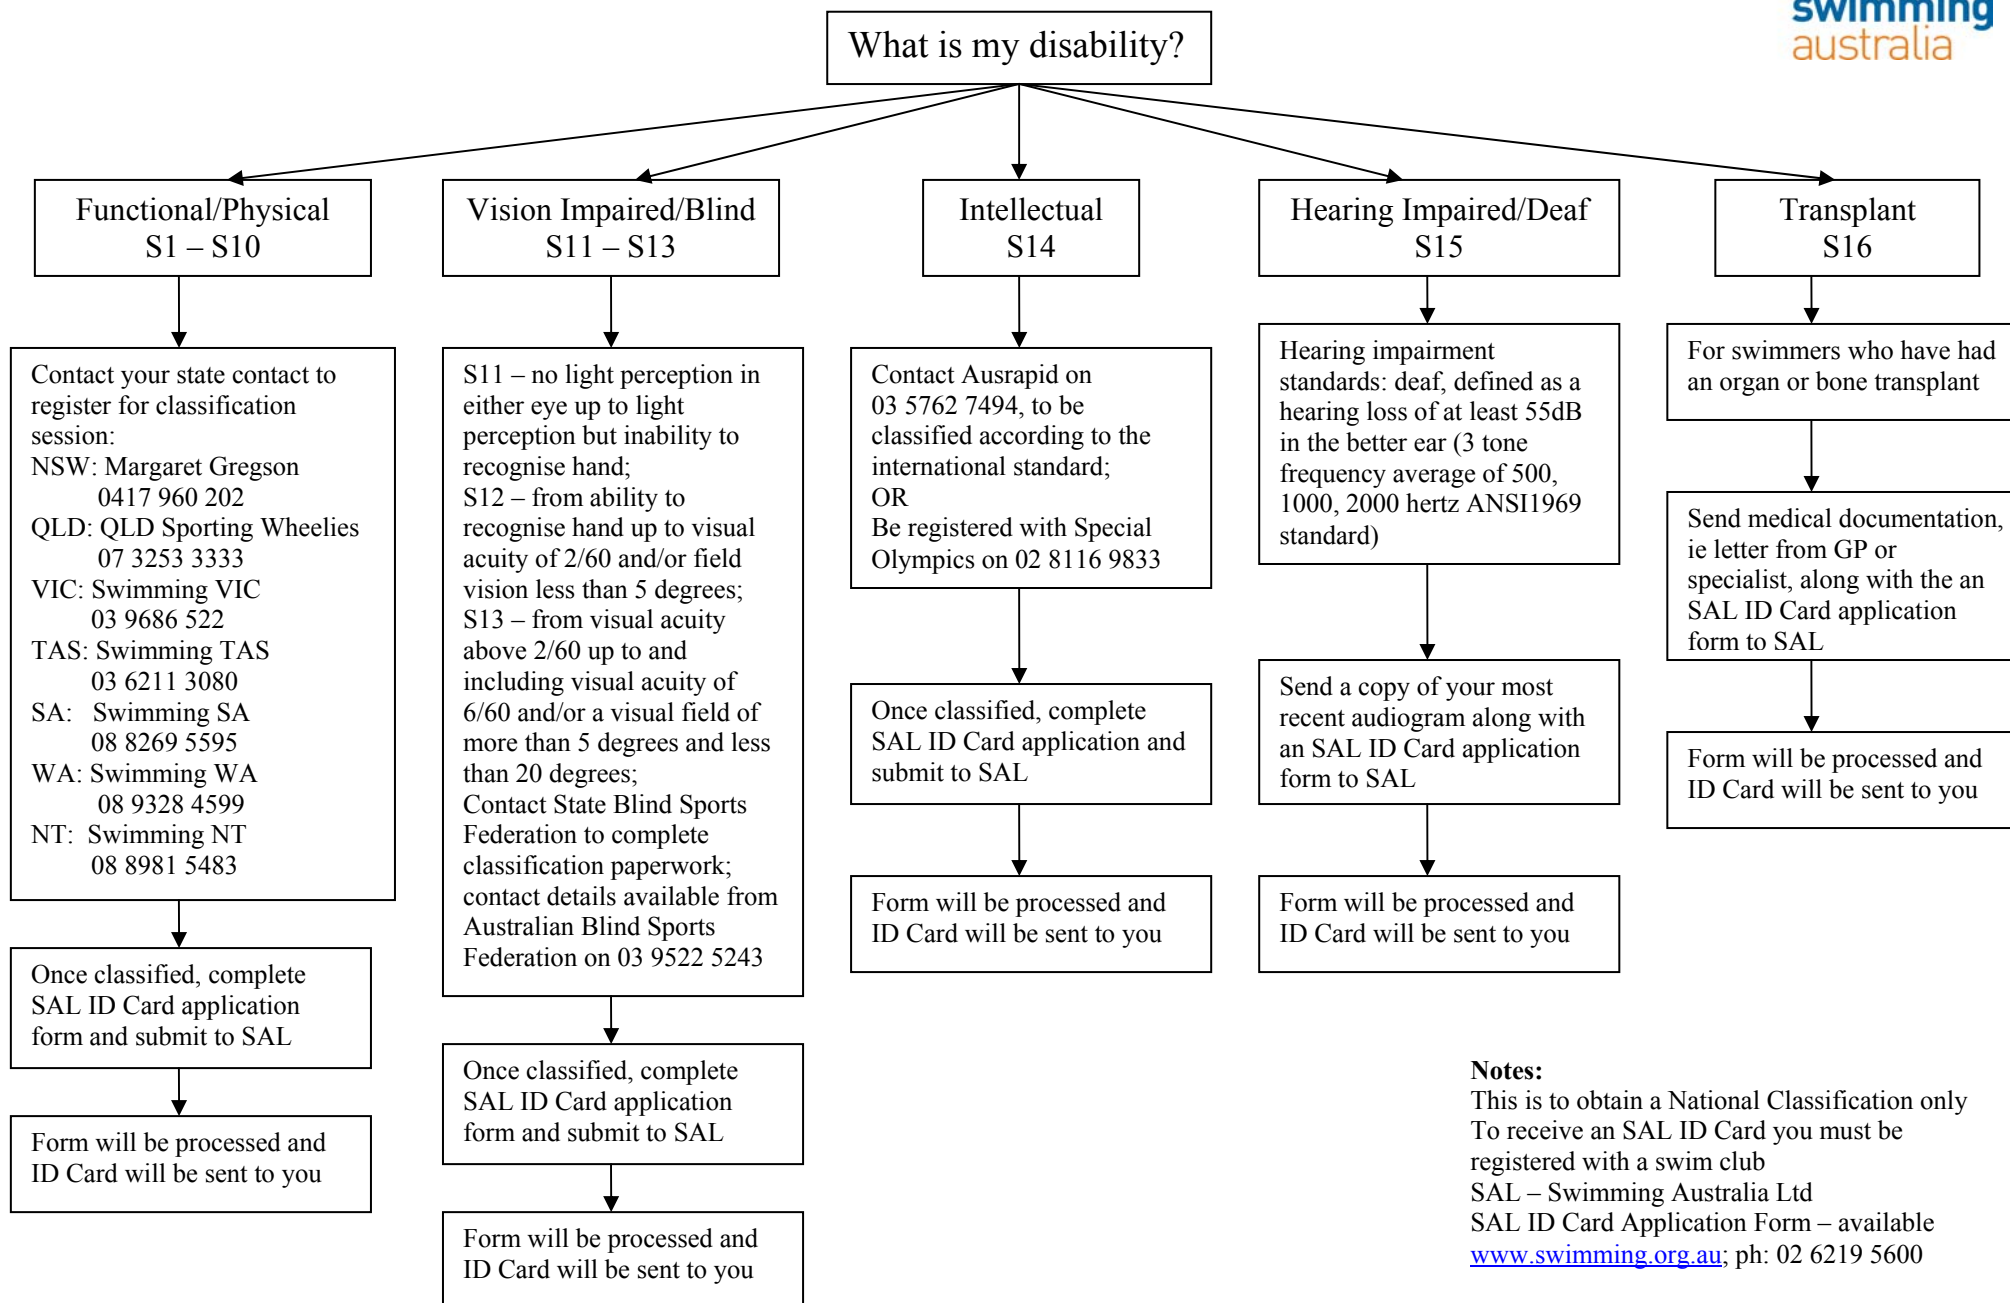 swimming
australia
What is my disability?
Functional/Physical
S1 – S10
Vision Impaired/Blind
S11 – S13
Intellectual
S14
Hearing Impaired/Deaf
S15
Transplant
S16
Contact your state contact to
register for classification
session:
NSW: Margaret Gregson
0417 960 202
QLD: QLD Sporting Wheelies
07 3253 3333
VIC: Swimming VIC
03 9686 522
TAS: Swimming TAS
03 6211 3080
SA: Swimming SA
08 8269 5595
WA: Swimming WA
08 9328 4599
NT: Swimming NT
08 8981 5483
Once classified, complete
SAL ID Card application
form and submit to SAL
Form will be processed and
ID Card will be sent to you
S11 – no light perception in
either eye up to light
perception but inability to
recognise hand;
S12 – from ability to
recognise hand up to visual
acuity of 2/60 and/or field
vision less than 5 degrees;
S13 – from visual acuity
above 2/60 up to and
including visual acuity of
6/60 and/or a visual field of
more than 5 degrees and less
than 20 degrees;
Contact State Blind Sports
Federation to complete
classification paperwork;
contact details available from
Australian Blind Sports
Federation on 03 9522 5243
Once classified, complete
SAL ID Card application
form and submit to SAL
Form will be processed and
ID Card will be sent to you
Contact Ausrapid on
03 5762 7494, to be
classified according to the
international standard;
OR
Be registered with Special
Olympics on 02 8116 9833
Once classified, complete
SAL ID Card application and
submit to SAL
Form will be processed and
ID Card will be sent to you
Hearing impairment
standards: deaf, defined as a
hearing loss of at least 55dB
in the better ear (3 tone
frequency average of 500,
1000, 2000 hertz ANSI1969
standard)
Send a copy of your most
recent audiogram along with
an SAL ID Card application
form to SAL
Form will be processed and
ID Card will be sent to you
For swimmers who have had
an organ or bone transplant
Send medical documentation,
ie letter from GP or
specialist, along with the an
SAL ID Card application
form to SAL
Form will be processed and
ID Card will be sent to you
Notes:
This is to obtain a National Classification only
To receive an SAL ID Card you must be
registered with a swim club
SAL – Swimming Australia Ltd
SAL ID Card Application Form – available
www.swimming.org.au; ph: 02 6219 5600